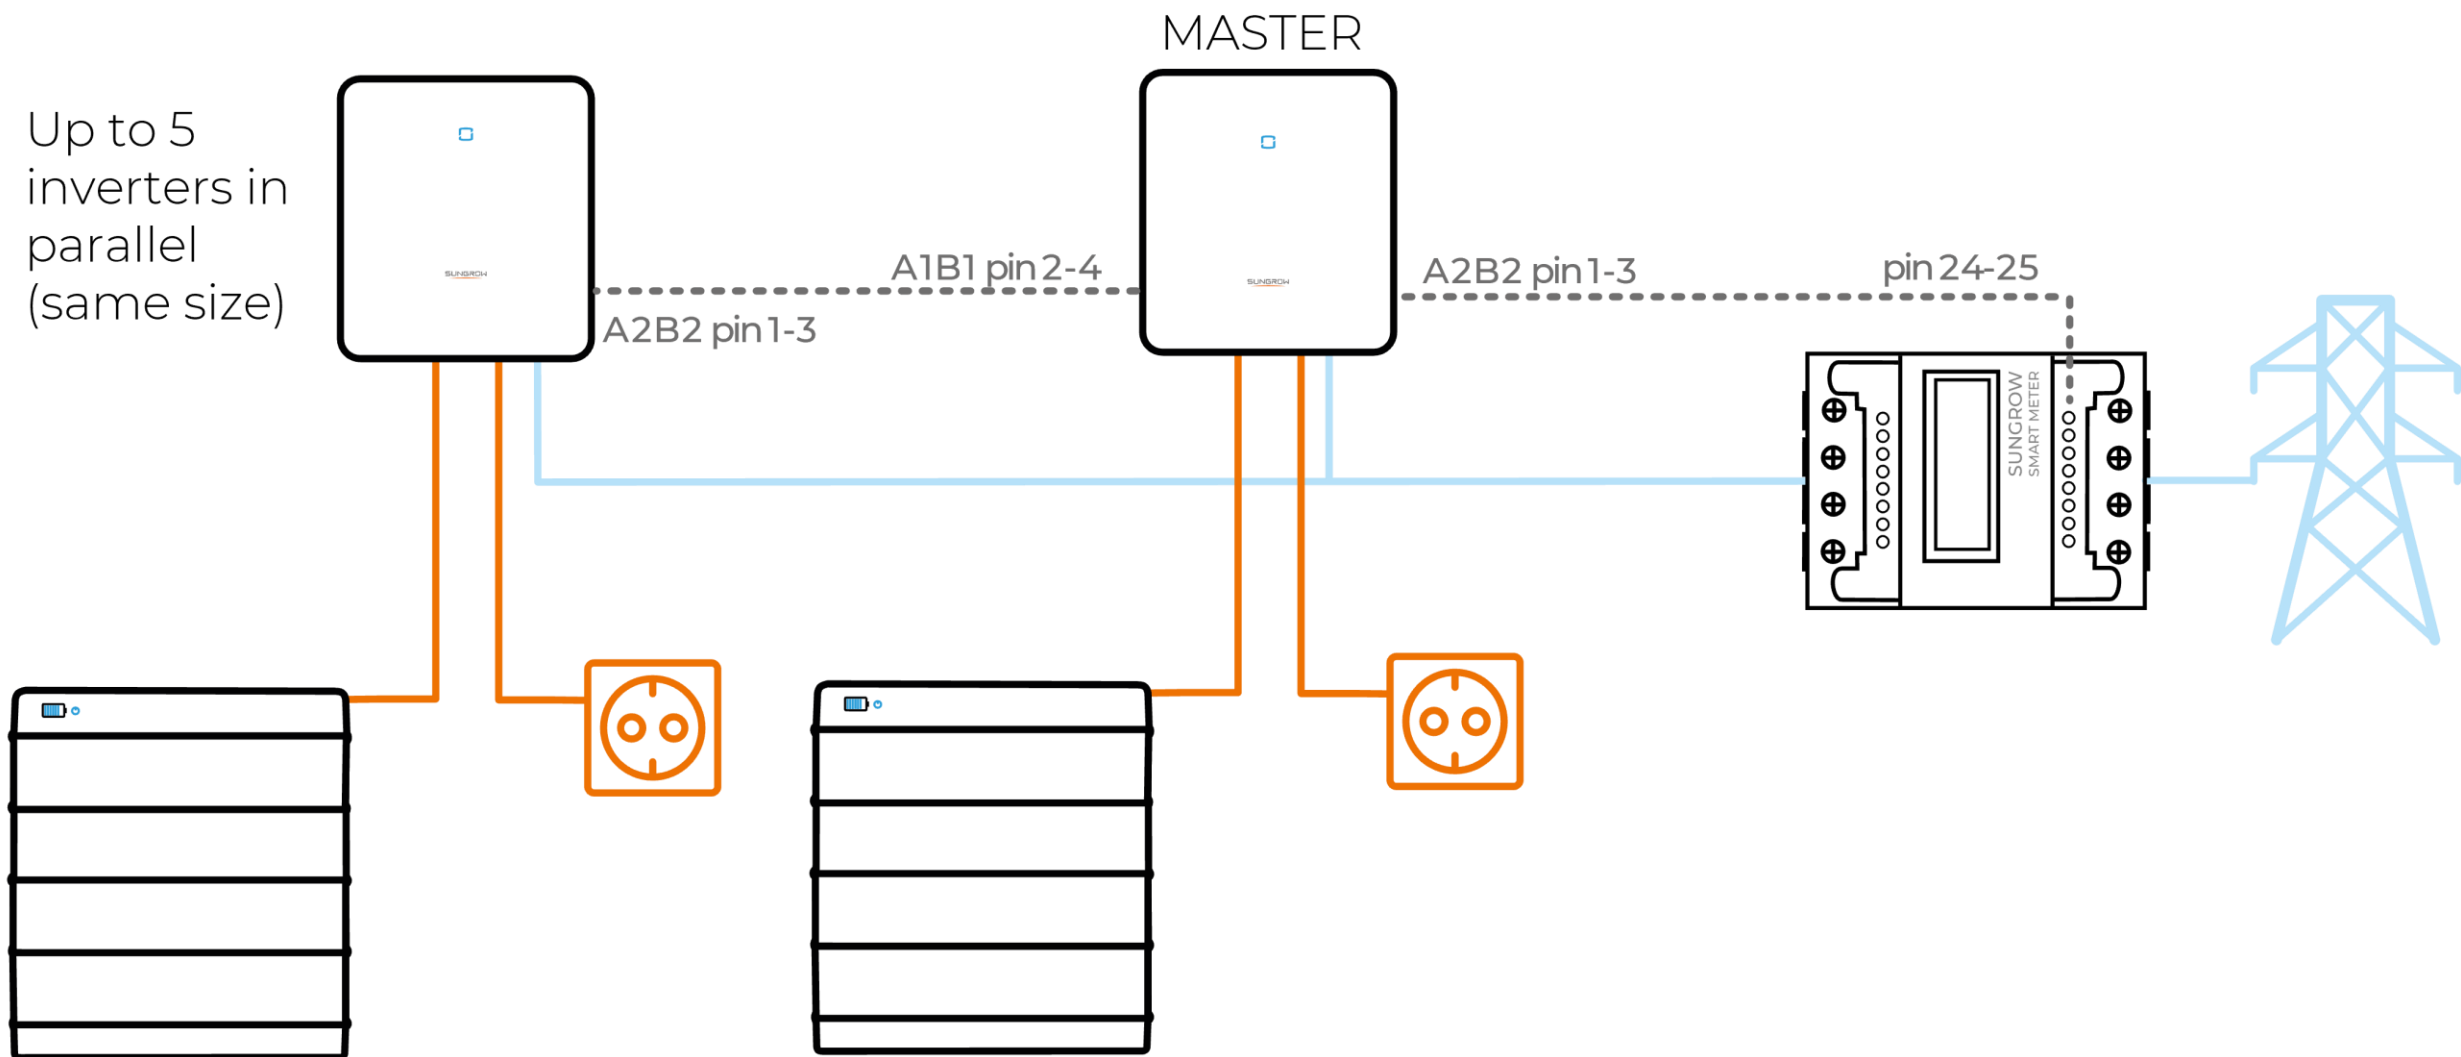 MASTER
Up to 5
inverters in
parallel
(same size)
SUNGROW
SUNGROW
A1B1 pin 2-4
A2B2 pin 1-3
A2B2 pin 1-3
pin 24-25
SUNGROW
SMART METER